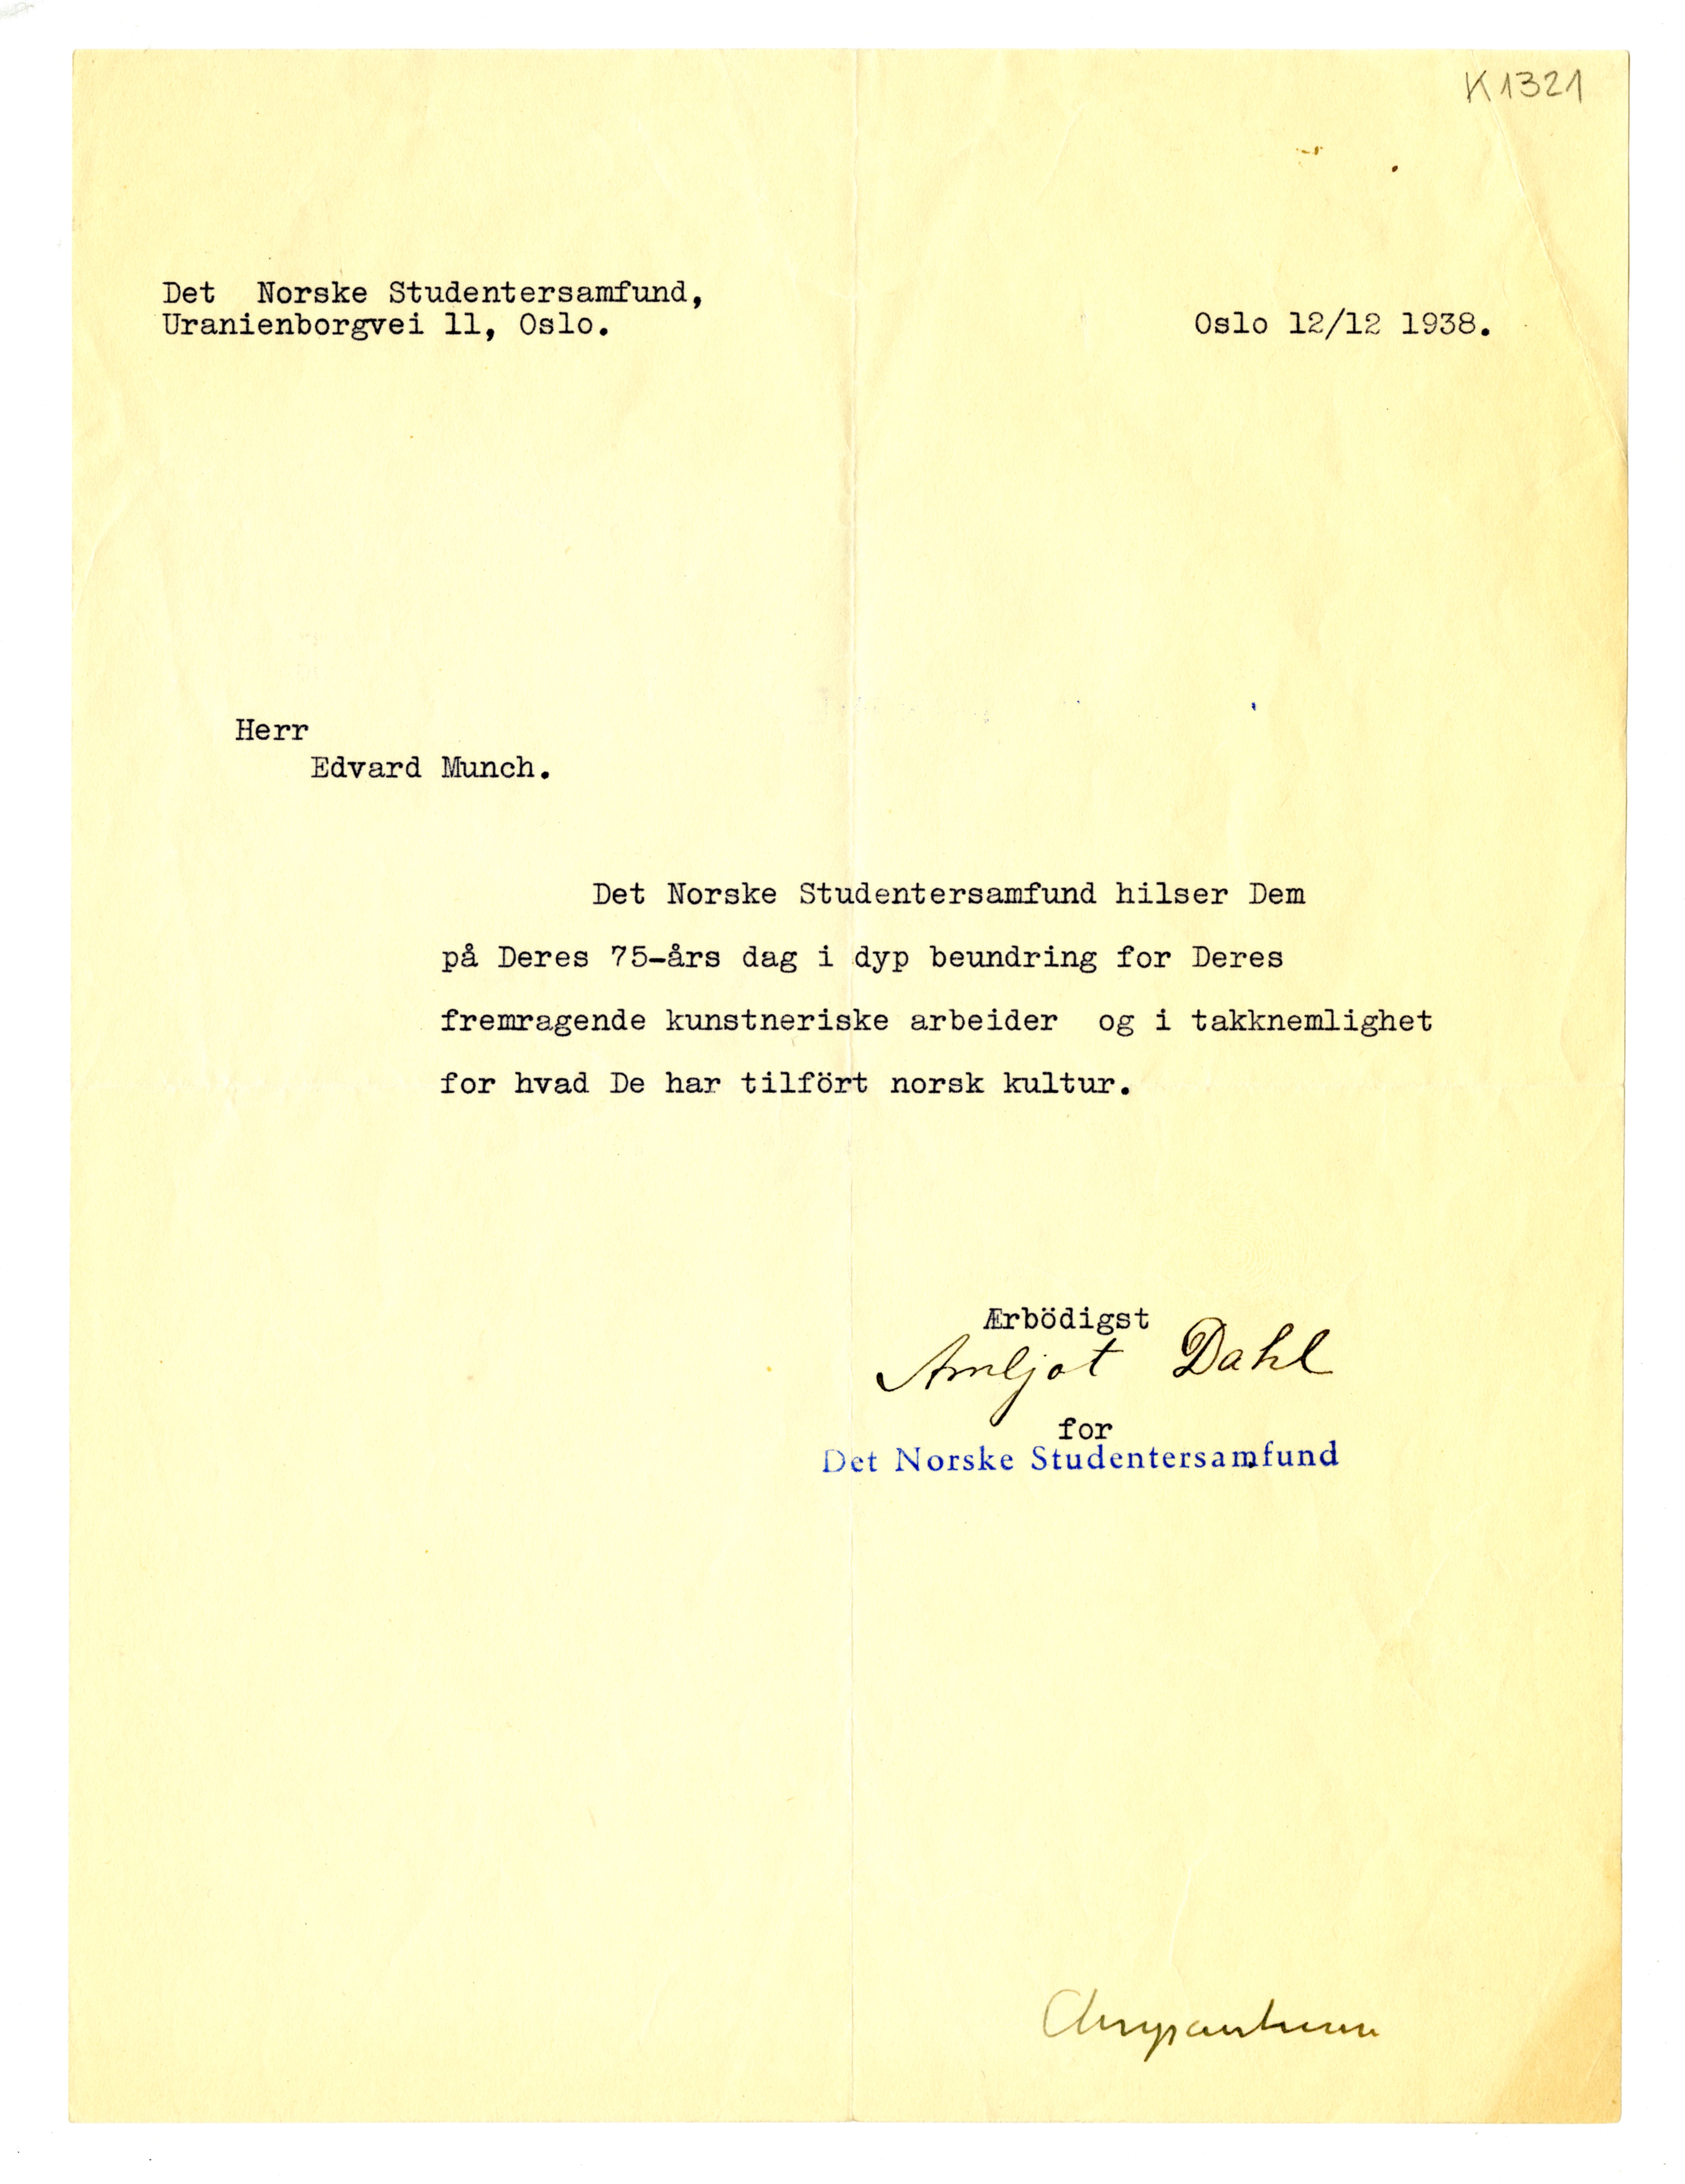 K1321
Det Norske Studentersamfund,
Uranienborgvei 11, Oslo.
Oslo 12/12 1938.
Herr
Edvard Munch.
Det Norske Studentersamfund hilser Dem
på Deres 75-års dag i dyp beundring for Deres
fremragende kunstneriske arbeider og i takknemlighet
for hvad De har tilfört norsk kultur.
Ærbödigst
Arnljot Dahl
for
Det Norske Studentersamfund